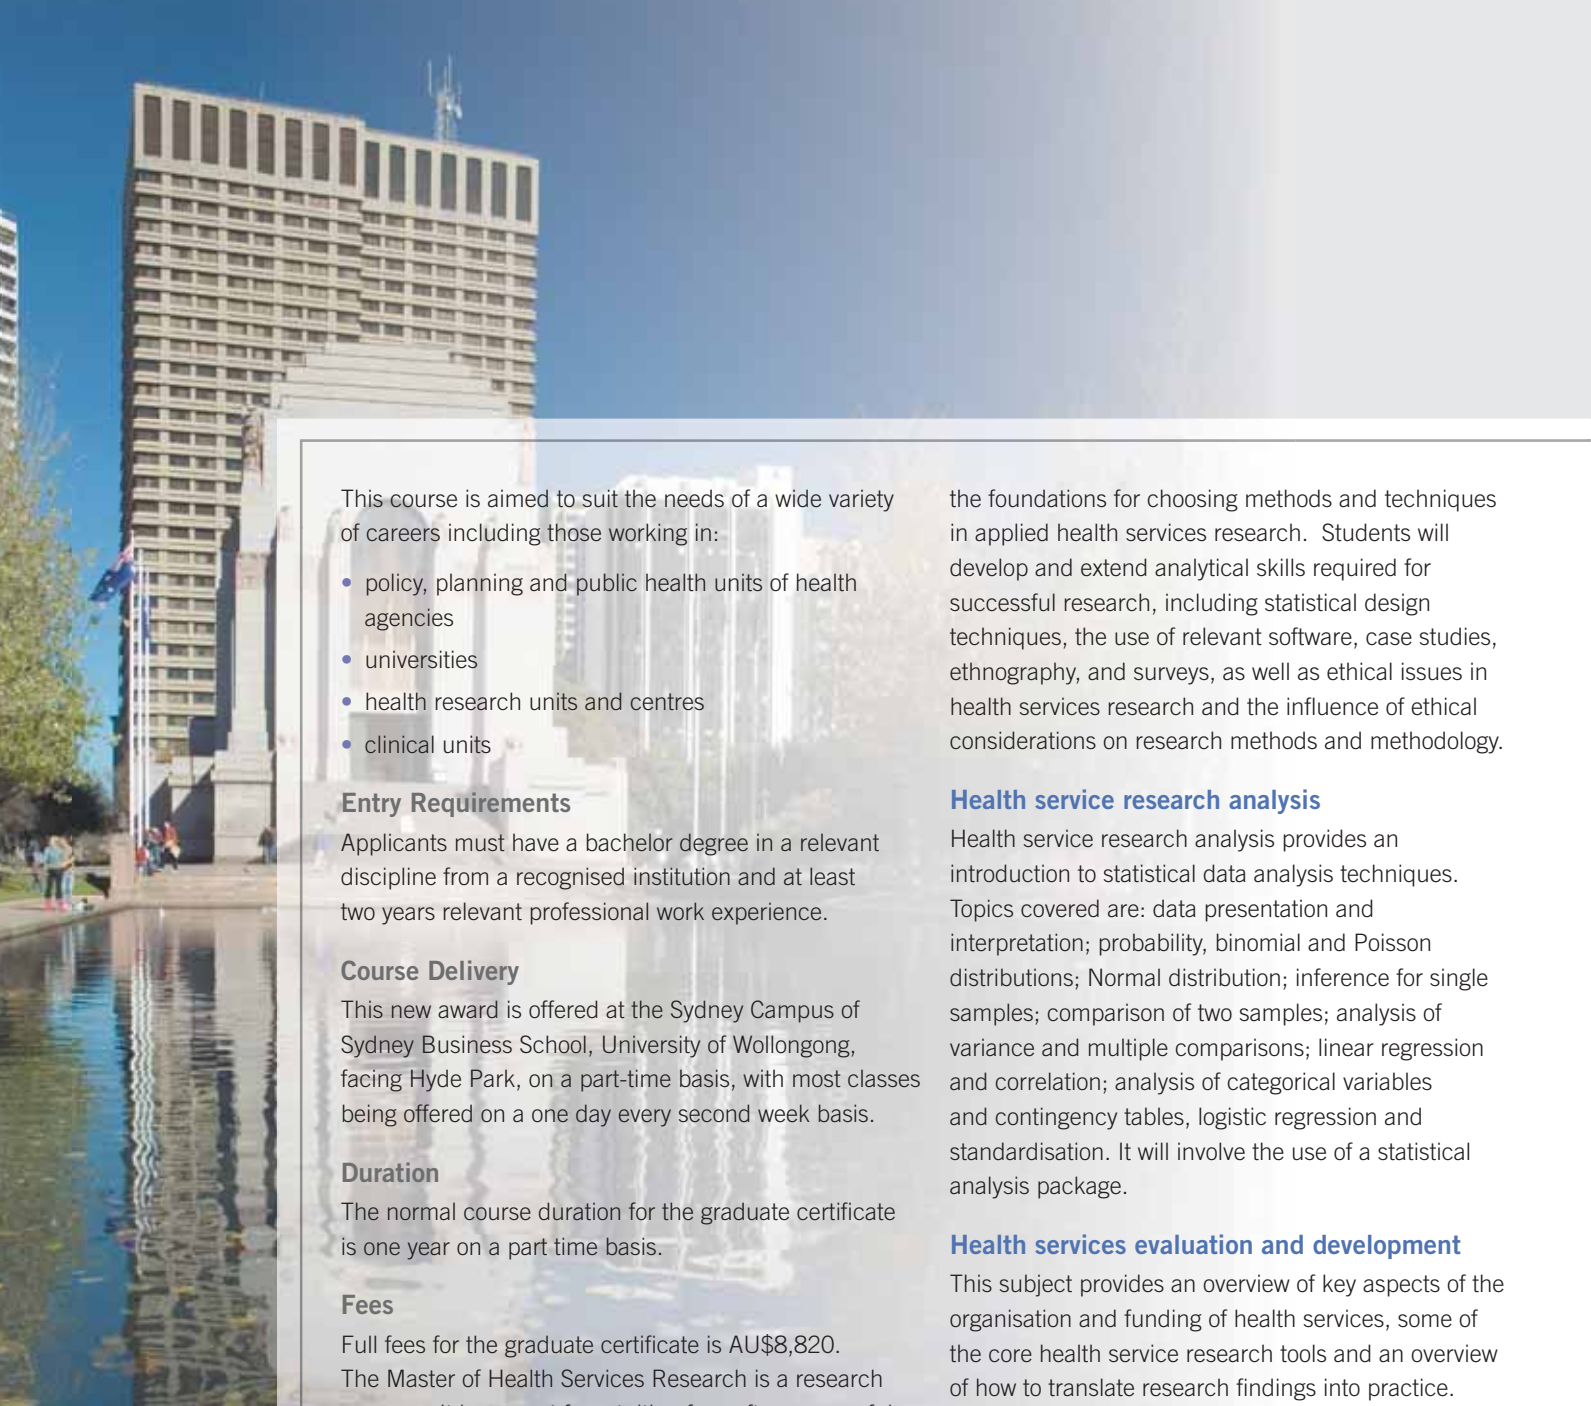 This course is aimed to suit the needs of a wide variety
of careers including those working in:
• policy, planning and public health units of health
agencies
• universities
• health research units and centres
• clinical units
Entry Requirements
Applicants must have a bachelor degree in a relevant
discipline from a recognised institution and at least
two years relevant professional work experience.
Course Delivery
This new award is offered at the Sydney Campus of
Sydney Business School, University of Wollongong,
facing Hyde Park, on a part-time basis, with most classes
being offered on a one day every second week basis.
Duration
The normal course duration for the graduate certificate
is one year on a part time basis.
Fees
Full fees for the graduate certificate is AU$8,820.
The Master of Health Services Research is a research
the foundations for choosing methods and techniques
in applied health services research.  Students will
develop and extend analytical skills required for
successful research, including statistical design
techniques, the use of relevant software, case studies,
ethnography, and surveys, as well as ethical issues in
health services research and the influence of ethical
considerations on research methods and methodology.
Health service research analysis
Health service research analysis provides an
introduction to statistical data analysis techniques.
Topics covered are: data presentation and
interpretation; probability, binomial and Poisson
distributions; Normal distribution; inference for single
samples; comparison of two samples; analysis of
variance and multiple comparisons; linear regression
and correlation; analysis of categorical variables
and contingency tables, logistic regression and
standardisation. It will involve the use of a statistical
analysis package.
Health services evaluation and development
This subject provides an overview of key aspects of the
organisation and funding of health services, some of
the core health service research tools and an overview
of how to translate research findings into practice.